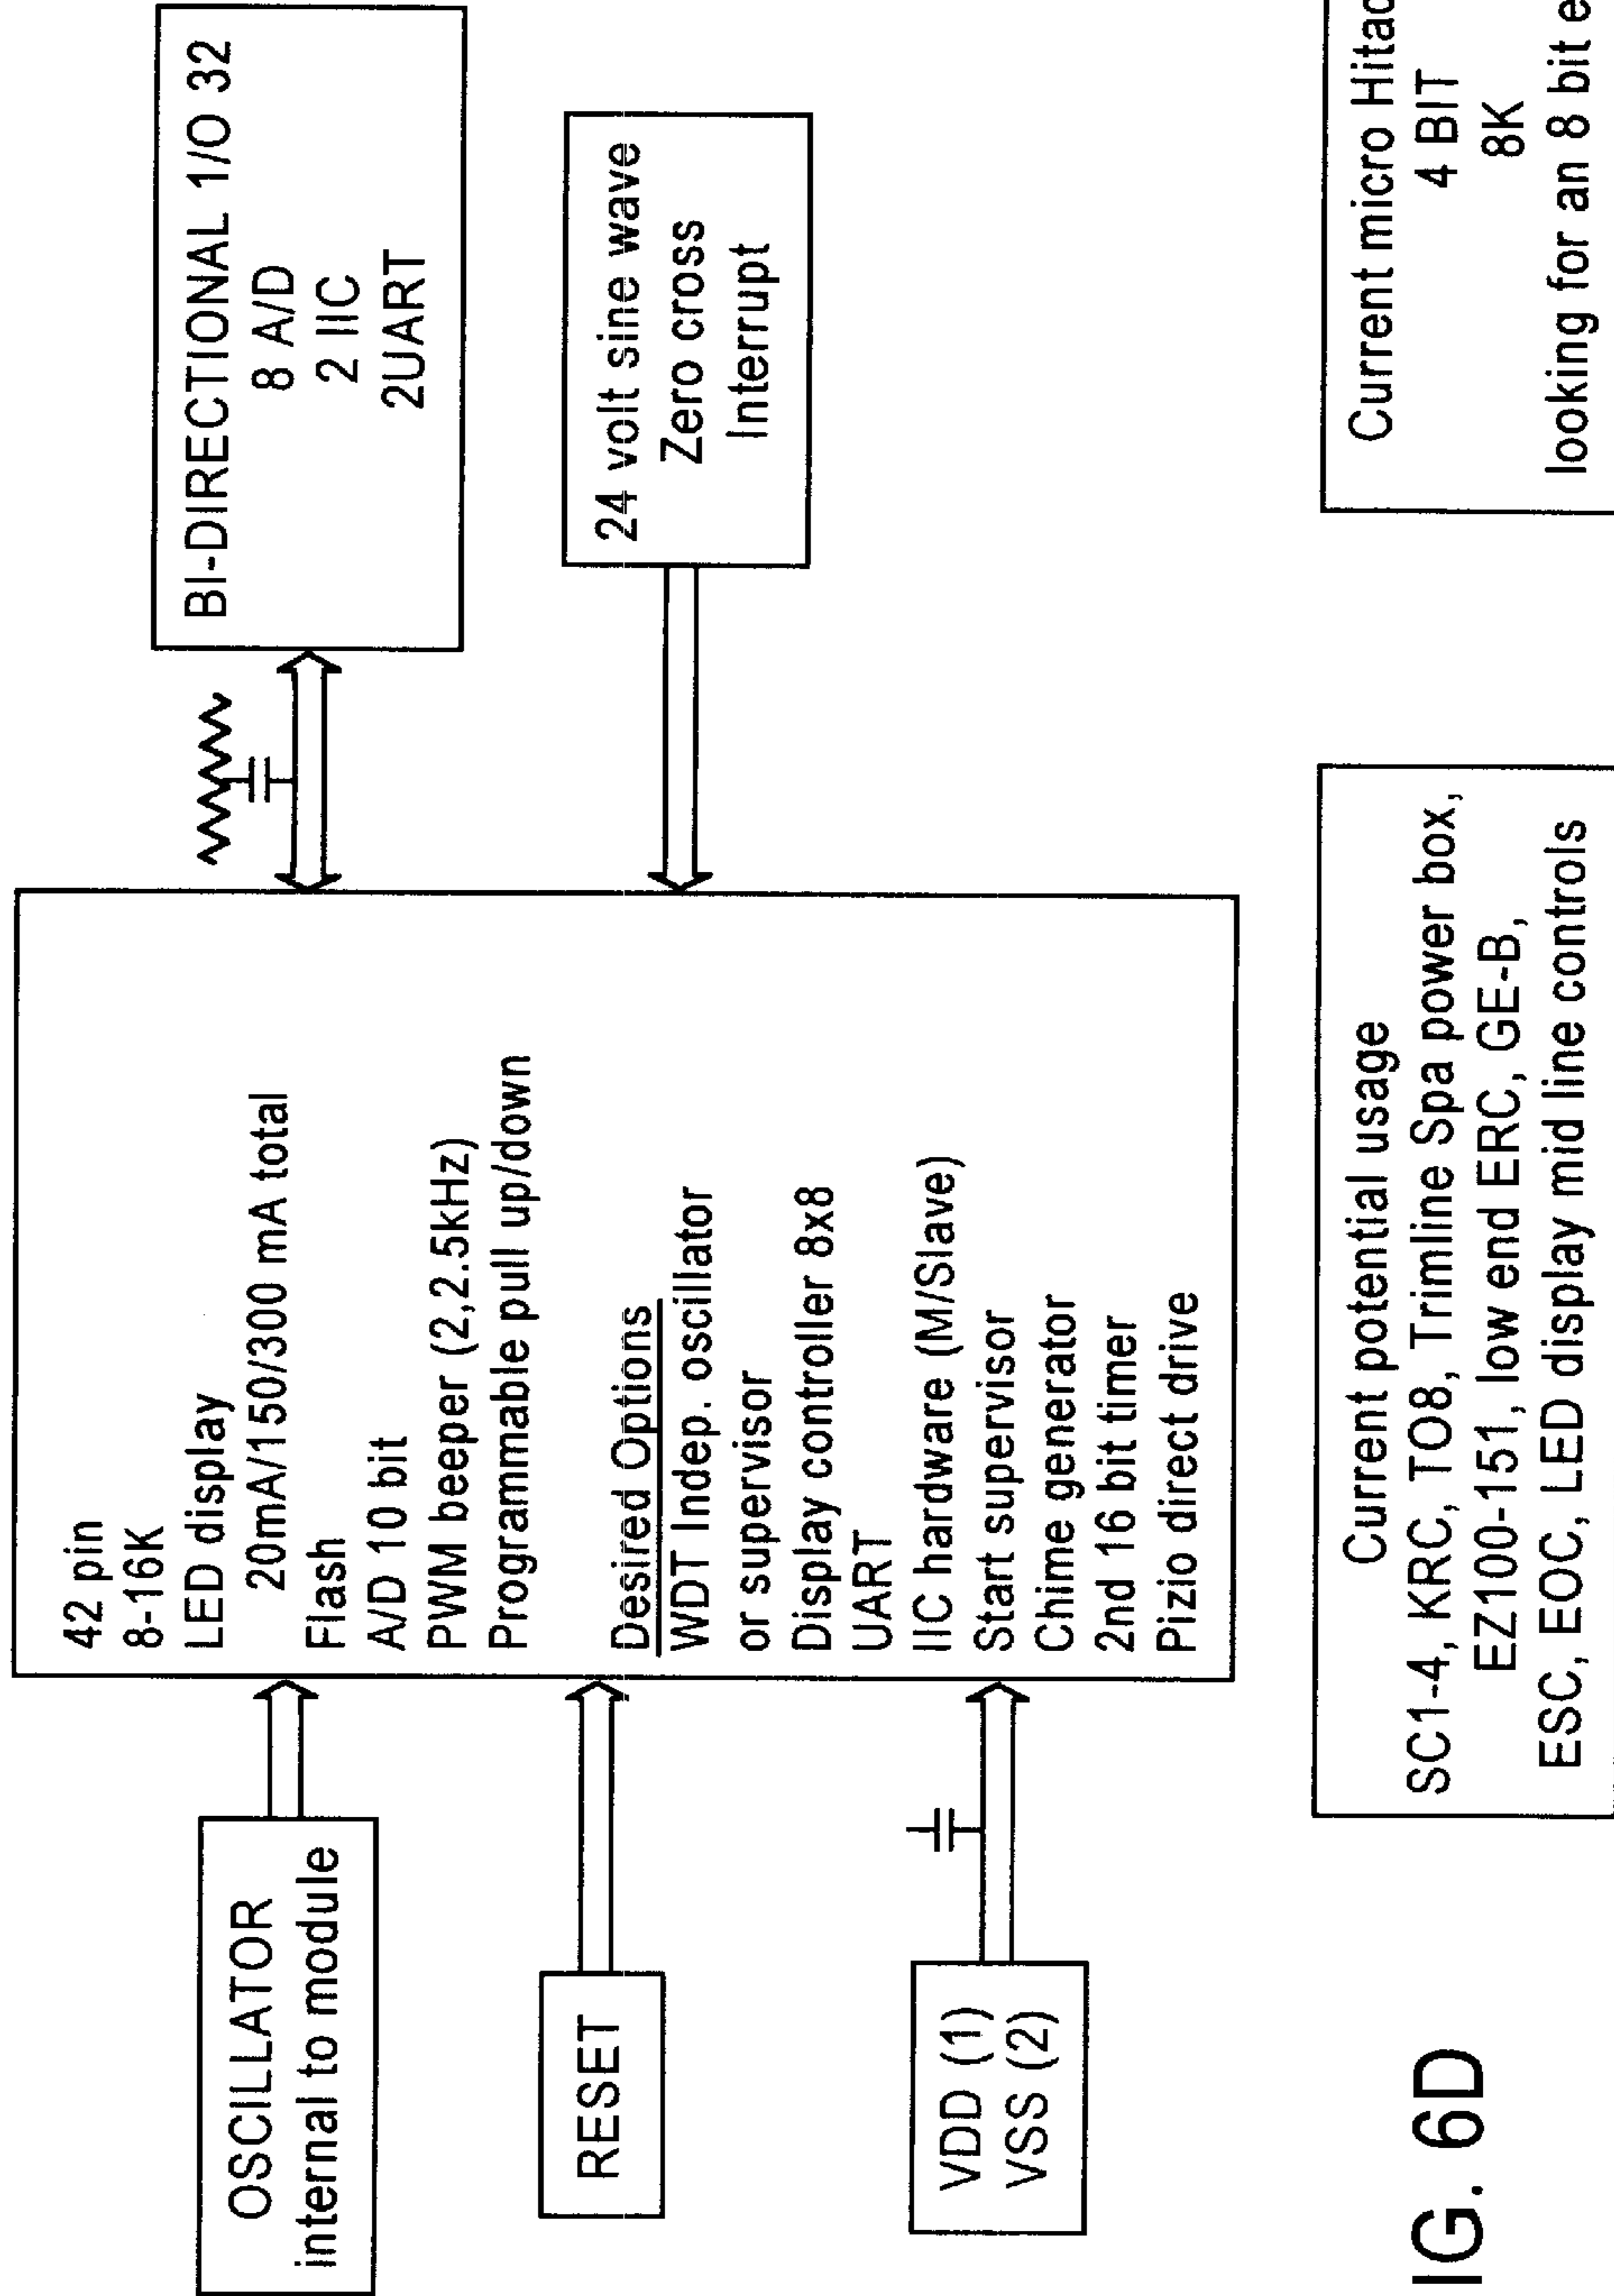 OSCILLATOR
internal to module
RESET
VDD (1)
VSS (2)
42 pin
8-16K
LED display
20mA/150/300 mA total
Flash
A/D 10 bit
PWM beeper (2,2.5kHz)
Programmable pull up/down
Desired Options
WDT Indep. oscillator
or supervisor
Display controller 8x8
UART
IIC hardware (M/Slave)
Start supervisor
Chime generator
2nd 16 bit timer
Pizio direct drive
BI-DIRECTIONAL 1/O 32
8 A/D
2 IIC
2UART
24 volt sine wave
Zero cross
Interrupt
Current potential usage
SC1-4, KRC, TO8, Trimline Spa power box,
EZ100-151, low end ERC, GE-B,
ESC, EOC, LED display mid line controls
Current micro Hitac
4 BIT
8K
looking for an 8 bit e
IG. 6D